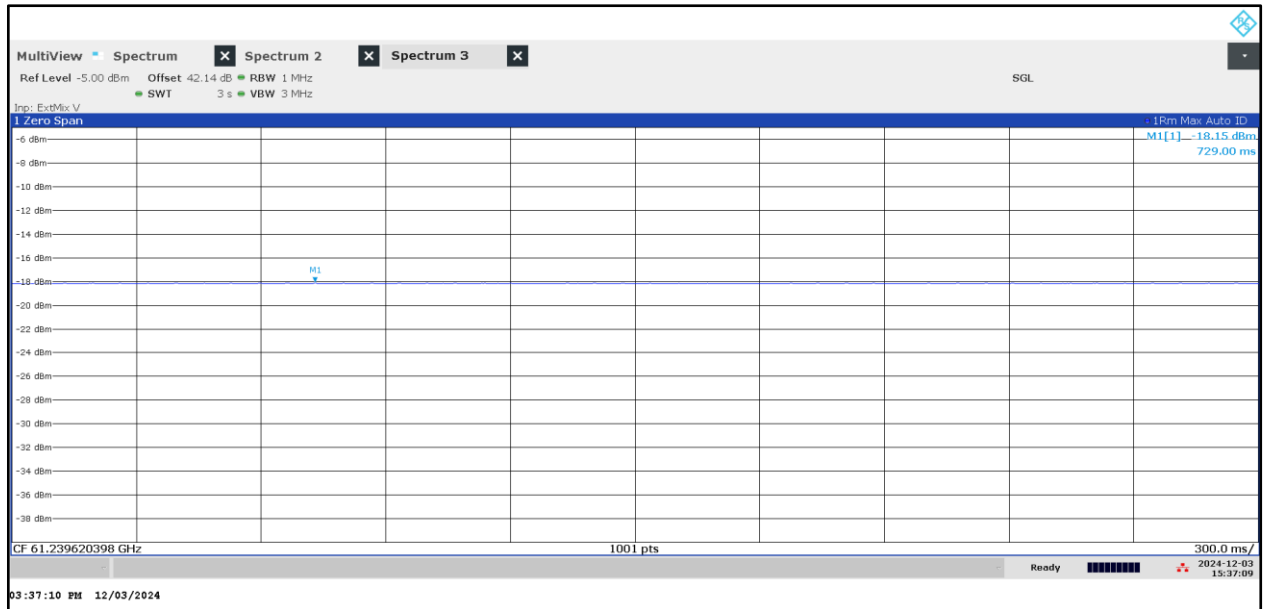 R&S
MultiView Spectrum X Spectrum 2 X Spectrum 3 X
Ref Level -5.00 dBm Offset 42.14 dB RBW 1 MHz SGL
SWT 3 s VBW 3 MHz
Inp: ExtMix V
1 Zero Span 1Rm Max Auto ID
-6 dBm
M1[1] -18.15 dBm
729.00 ms
-8 dBm
-10 dBm
-12 dBm
-14 dBm
-16 dBm
M1
-18 dBm
-20 dBm
-22 dBm
-24 dBm
-26 dBm
-28 dBm
-30 dBm
-32 dBm
-34 dBm
-36 dBm
-38 dBm
CF 61.239620398 GHz 1001 pts 300.0 ms/
Ready 2024-12-03
15:37:09
03:37:10 PM 12/03/2024